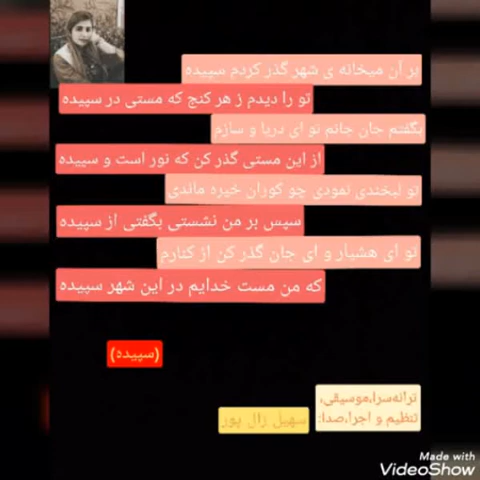 بر آن میخانه ی شهر گذر کردم سپیده
تو را دیدم ز هر کنج که مستی در سپیده
بگفتم جان جانم تو ای دریا و سازم
از این مستی گذر کن که نور است و سپیده
تو لبخندی نمودی چو کوران خیره ماندی
سپس بر من نشستی بگفتی از سپیده
تو ای هشیار و ای جان گذر کن از کنارم
که من مست خدایم در این شهر سپیده
(سپیده)
ترانه‌سرا،موسیقی،
تنظیم و اجرا،صدا:
سهیل زال پور
Made with
VideoShow